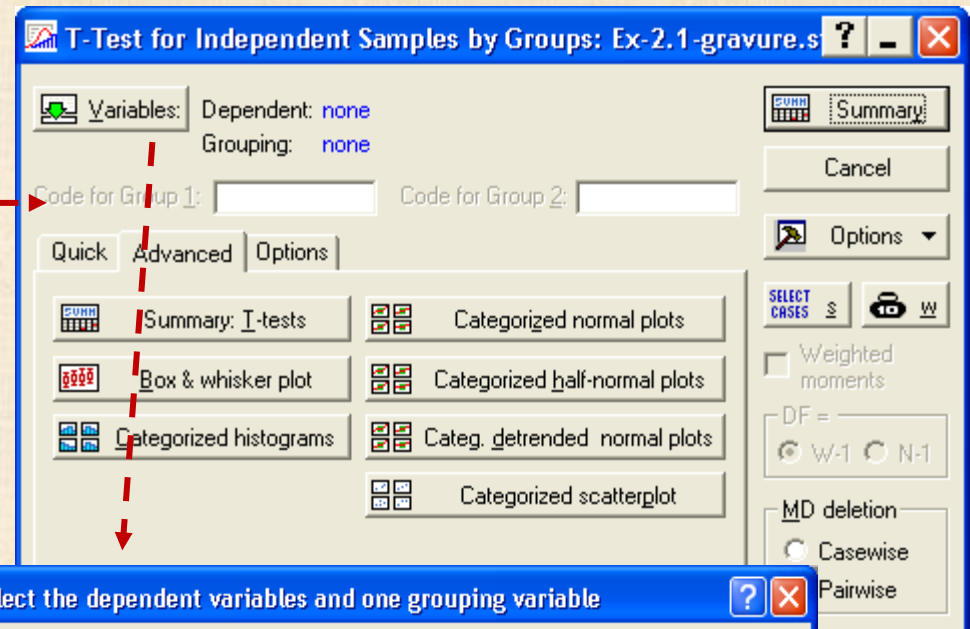 T-Test for Independent Samples by Groups: Ex-2.1-gravure.s
Variables: Dependent: none
Grouping: none
Code for Group 1: Code for Group 2:
Quick Advanced Options
Summary: T-tests
Box & whisker plot
Categorized histograms
Categorized normal plots
Categorized half-normal plots
Categ. detrended normal plots
Categorized scatterplot
Summary
Cancel
Options
SELECT CASES S W
Weighted
moments
DF =
W-1 N-1
MD deletion
Casewise
Pairwise
lect the dependent variables and one grouping variable